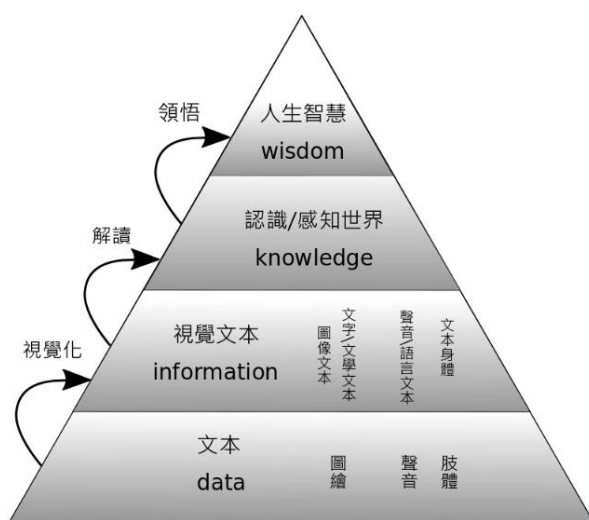 領悟
人生智慧
wisdom
解讀
認識/感知世界
knowledge
視覺化
視覺文本
information
圖像文本
文字/文學文本
聲音/語言文本
文本身體
文本
data
圖繪
聲音
肢體